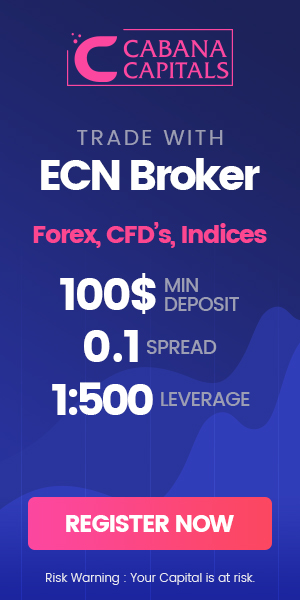 CABANA
CAPITALS
TRADE WITH
ECN Broker
Forex, CFD's, Indices
100$ MIN DEPOSIT
0.1 SPREAD
1:500 LEVERAGE
REGISTER NOW
Risk Warning : Your Capital is at risk.